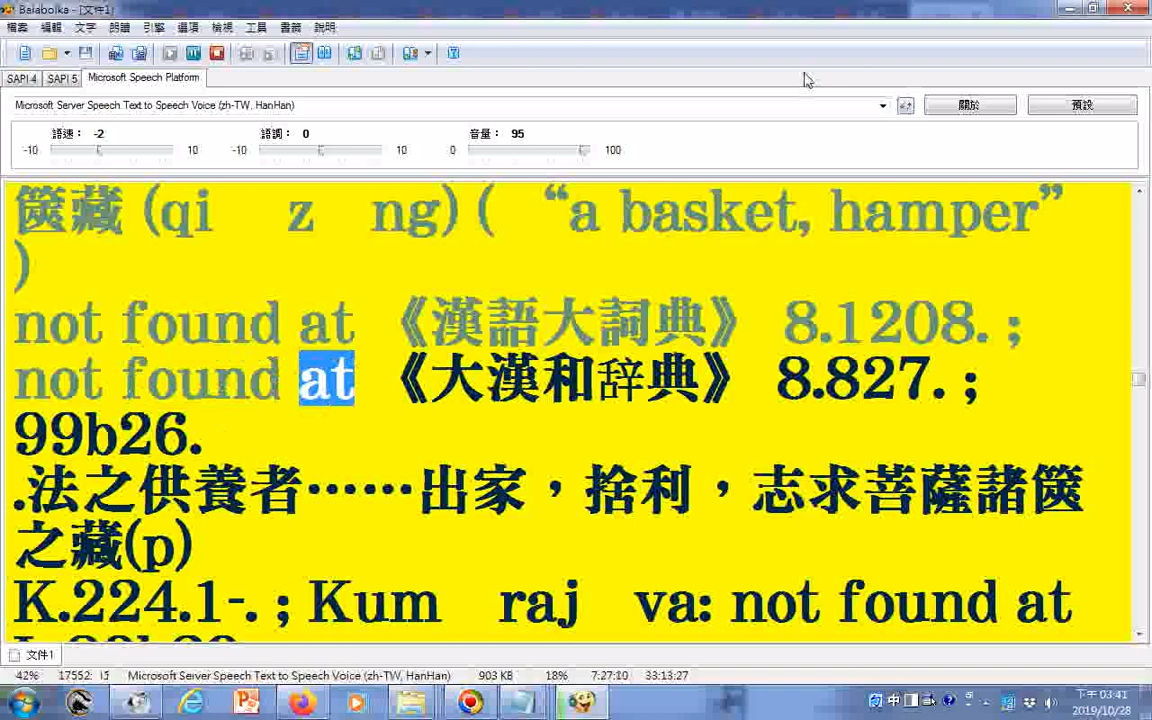 Balabolka - [文件1]
檔案 編輯 文字 朗讀 引擎 選項 檢視 工具 書籤 說明
SAPI 4 SAPI 5 Microsoft Speech Platform
Microsoft Server Speech Text to Speech Voice (zh-TW, HanHan) 關於 預設
語速： -2 語調： 0 音量： 95
-10 10 -10 10 0 100
篋藏 (qi z ng) ( “a basket, hamper”
)
not found at 《漢語大詞典》 8.1208. ;
not found at 《大漢和辞典》 8.827. ;
99b26.
.法之供養者⋯⋯出家，捨利，志求菩薩諸篋
之藏(p)
K.224.1-. ; Kum raj va: not found at
文件1
42% 17552: Microsoft Server Speech Text to Speech Voice (zh-TW, HanHan) 903 KB 18% 7:27:10 33:13:27
中
下午 03:41
2019/10/28